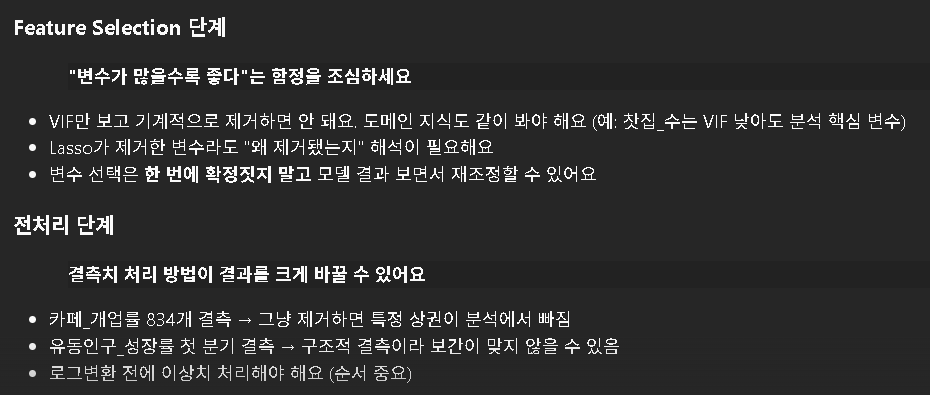 Feature Selection 단계
"변수가 많을수록 좋다"는 함정을 조심하세요
• VIF만 보고 기계적으로 제거하면 안 돼요. 도메인 지식도 같이 봐야 해요 (예: 찻집_수는 VIF 낮아도 분석 핵심 변수)
• Lasso가 제거한 변수라도 "왜 제거됐는지" 해석이 필요해요
• 변수 선택은 한 번에 확정짓지 말고 모델 결과 보면서 재조정할 수 있어요
전처리 단계
결측치 처리 방법이 결과를 크게 바꿀 수 있어요
• 카페_개업률 834개 결측 → 그냥 제거하면 특정 상권이 분석에서 빠짐
• 유동인구_성장률 첫 분기 결측 → 구조적 결측이라 보간이 맞지 않을 수 있음
• 로그변환 전에 이상치 처리해야 해요 (순서 중요)